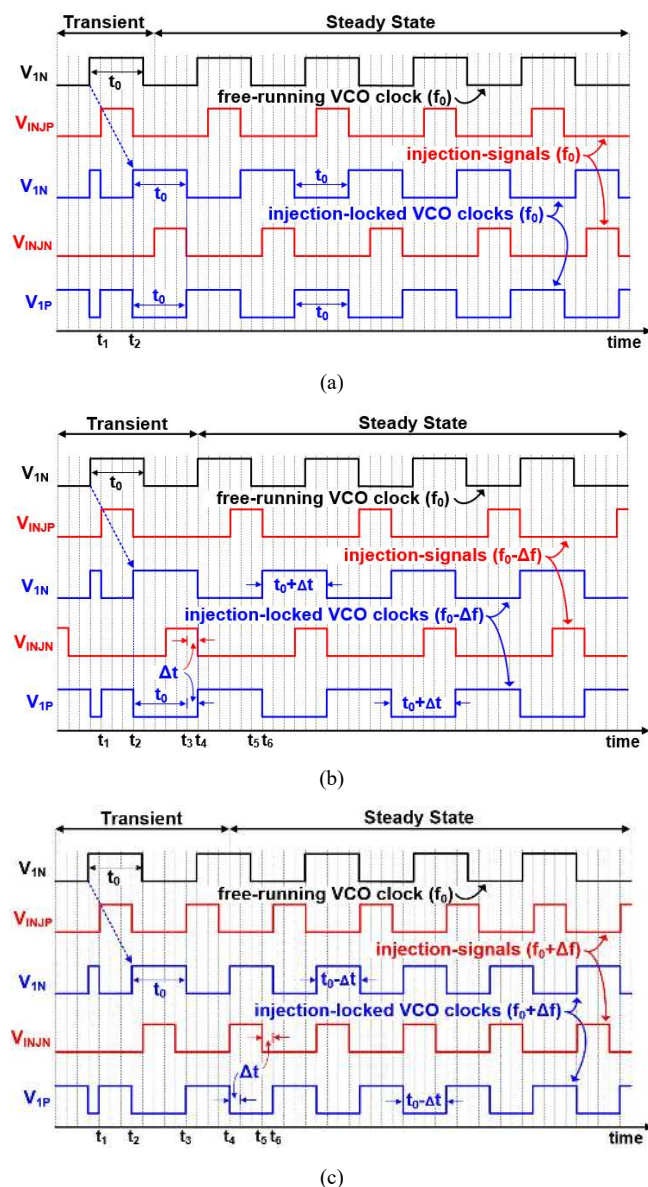 Transient Steady State
V1N
t0
free-running VCO clock (f0)
VINJP
injection-signals (f0)
V1N
t0 t0
injection-locked VCO clocks (f0)
VINJN
V1P
t0 t0
t1 t2 time
(a)
Transient Steady State
V1N
t0
free-running VCO clock (f0)
VINJP
injection-signals (f0-Δf)
V1N
t0+Δt
injection-locked VCO clocks (f0-Δf)
VINJN
Δt
V1P
t0 t0+Δt
t1 t2 t3 t4 t5 t6 time
(b)
Transient Steady State
V1N
t0
free-running VCO clock (f0)
VINJP
injection-signals (f0+Δf)
V1N
t0 t0-Δt
injection-locked VCO clocks (f0+Δf)
VINJN
Δt
V1P
t0-Δt
t1 t2 t3 t4 t5 t6 time
(c)